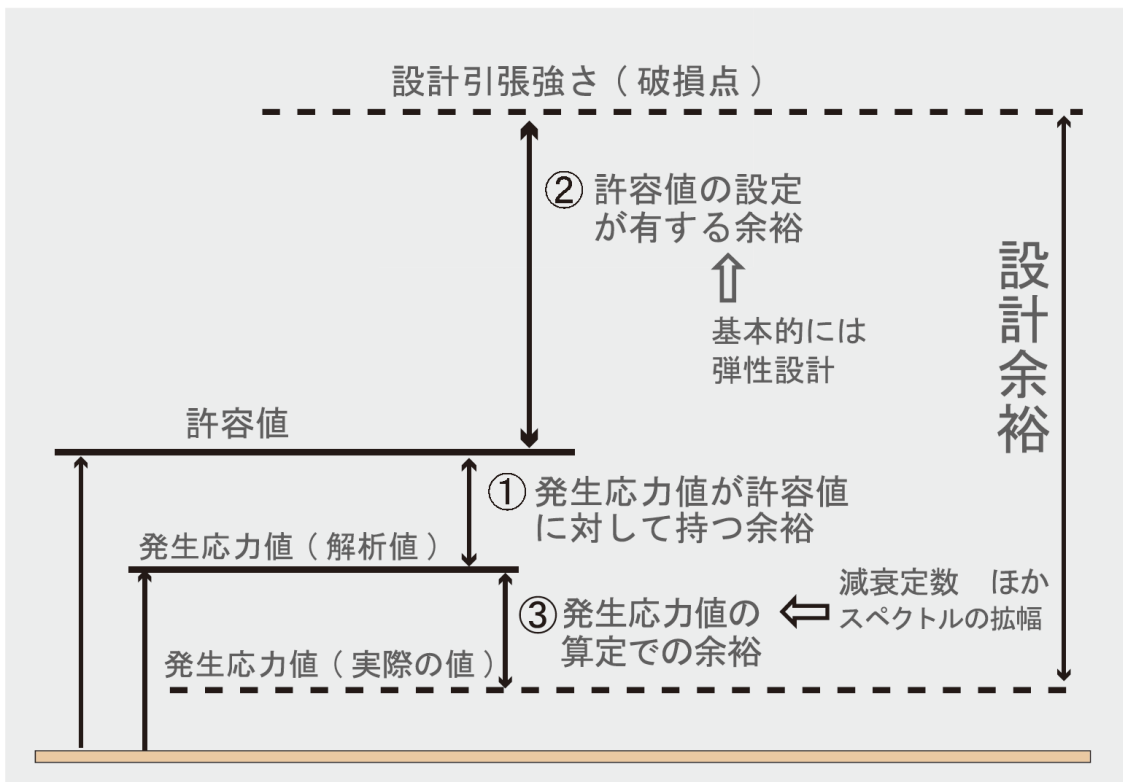 設計引張強さ（破損点）
② 許容値の設定
が有する余裕
基本的には
弾性設計
設計余裕
許容値
① 発生応力値が許容値
に対して持つ余裕
発生応力値（解析値）
減衰定数　ほか
スペクトルの拡幅
③ 発生応力値の
算定での余裕
発生応力値（実際の値）